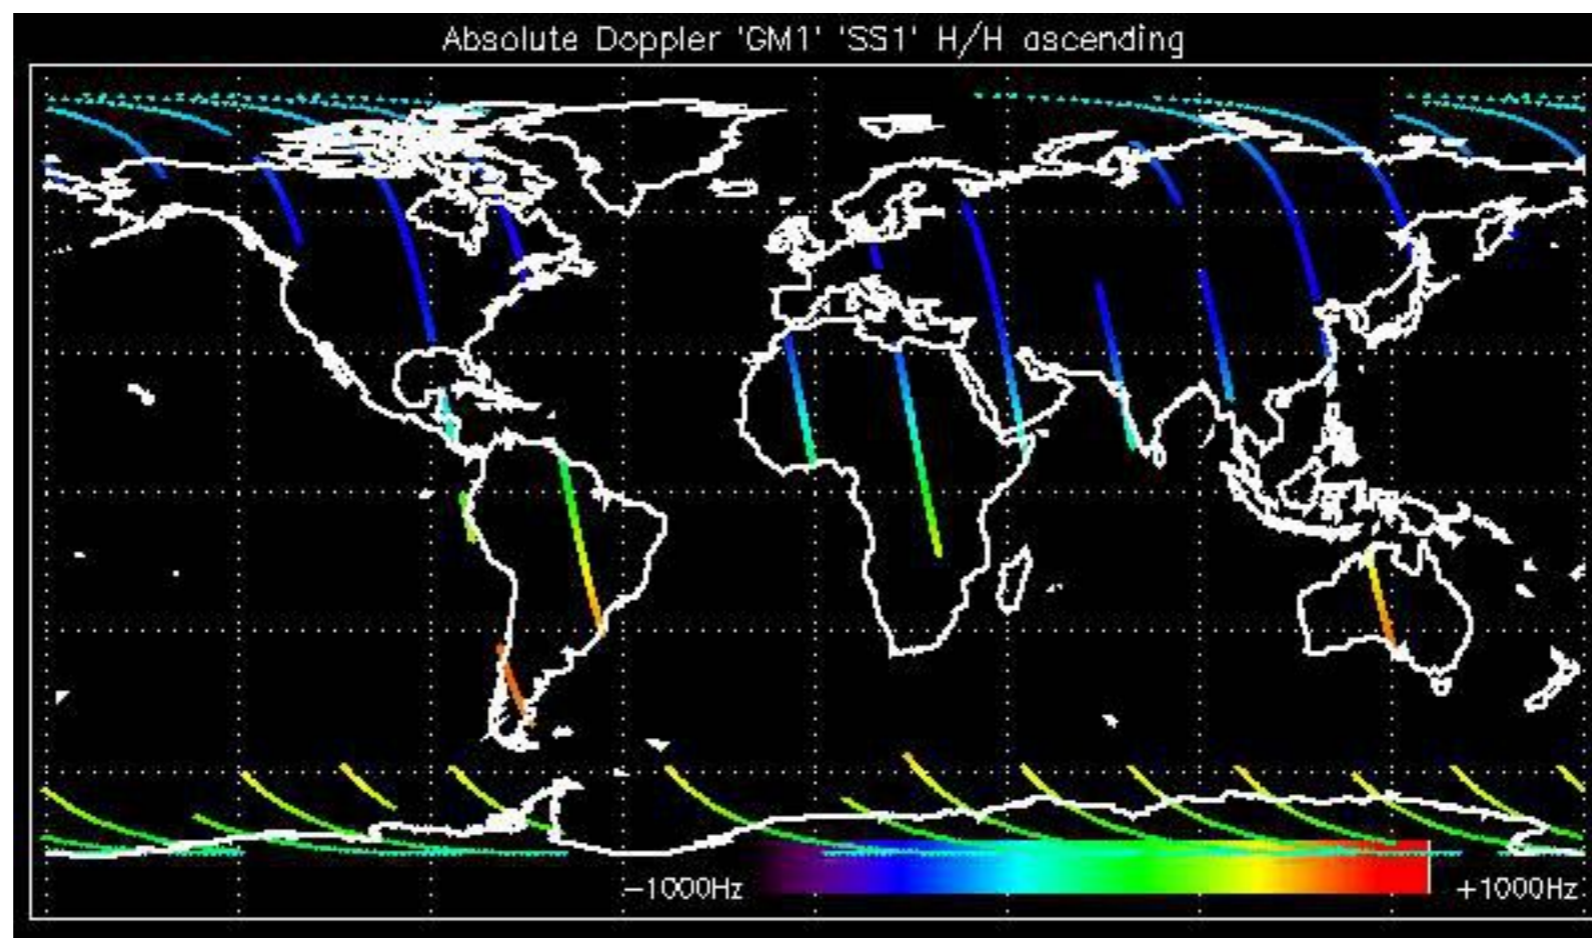 Absolute Doppler 'GM1' 'SS1' H/H ascending
−1000Hz
+1000Hz